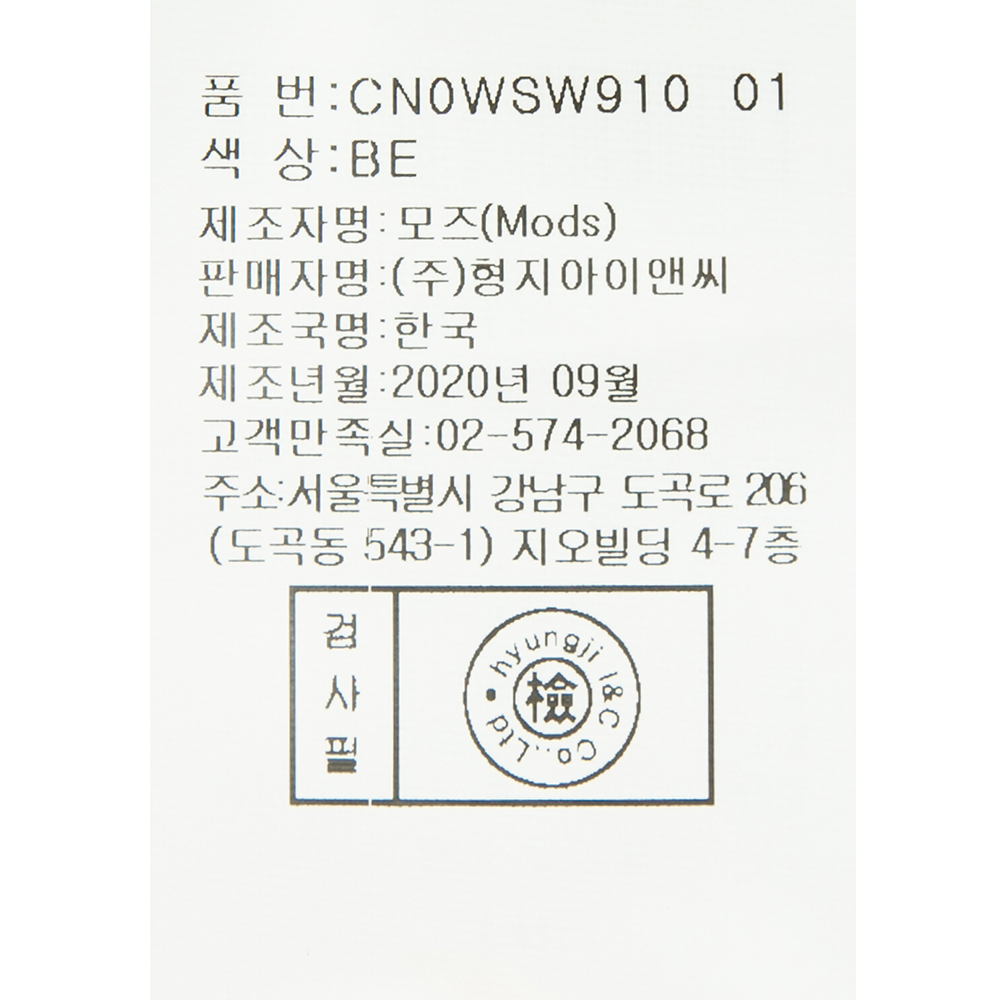 품 번:CN0WSW910 01
색 상:BE
제조자명:모즈(Mods)
판매자명:(주)형지아이앤씨
제조국명:한국
제조년월:2020년 09월
고객만족실:02-574-2068
주소:서울특별시 강남구 도곡로 206
(도곡동 543-1) 지오빌딩 4-7층
검사필
hyungji I&C Co.,Ltd
檢